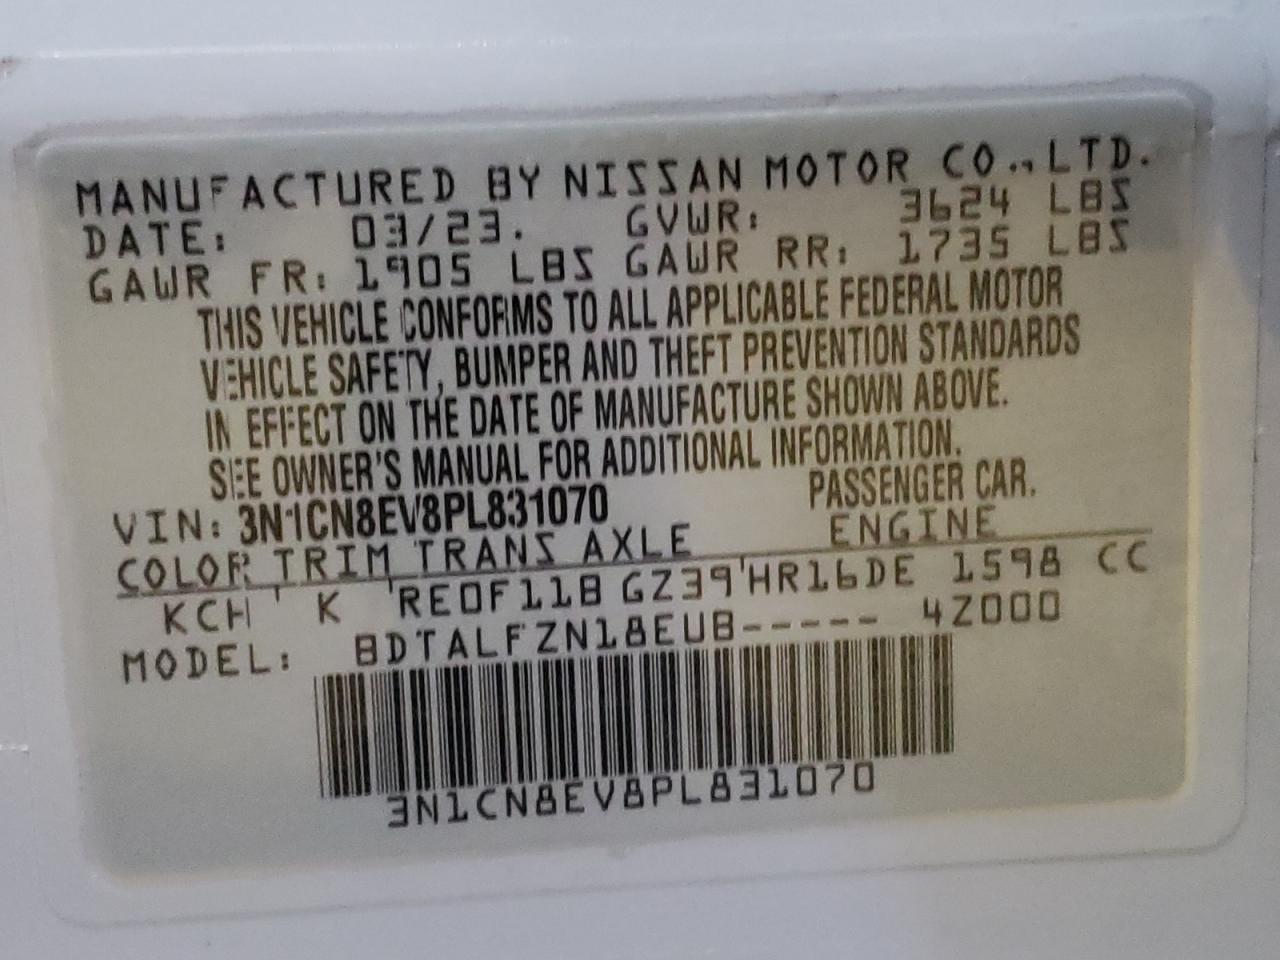 MANUFACTURED BY NISSAN MOTOR CO., LTD.
DATE: 03/23. GVWR: 3624 LBS
GAWR FR: 1905 LBS GAWR RR: 1735 LBS
THIS VEHICLE CONFORMS TO ALL APPLICABLE FEDERAL MOTOR
VEHICLE SAFETY, BUMPER AND THEFT PREVENTION STANDARDS
IN EFFECT ON THE DATE OF MANUFACTURE SHOWN ABOVE.
SEE OWNER'S MANUAL FOR ADDITIONAL INFORMATION.
VIN: 3N1CN8EV8PL831070 PASSENGER CAR.
COLOR TRIM TRANS AXLE ENGINE
KCH K RE0F11B GZ39 HR16DE 1598 CC
MODEL: BDTALFZN18EUB----- 4Z000
3N1CN8EV8PL831070